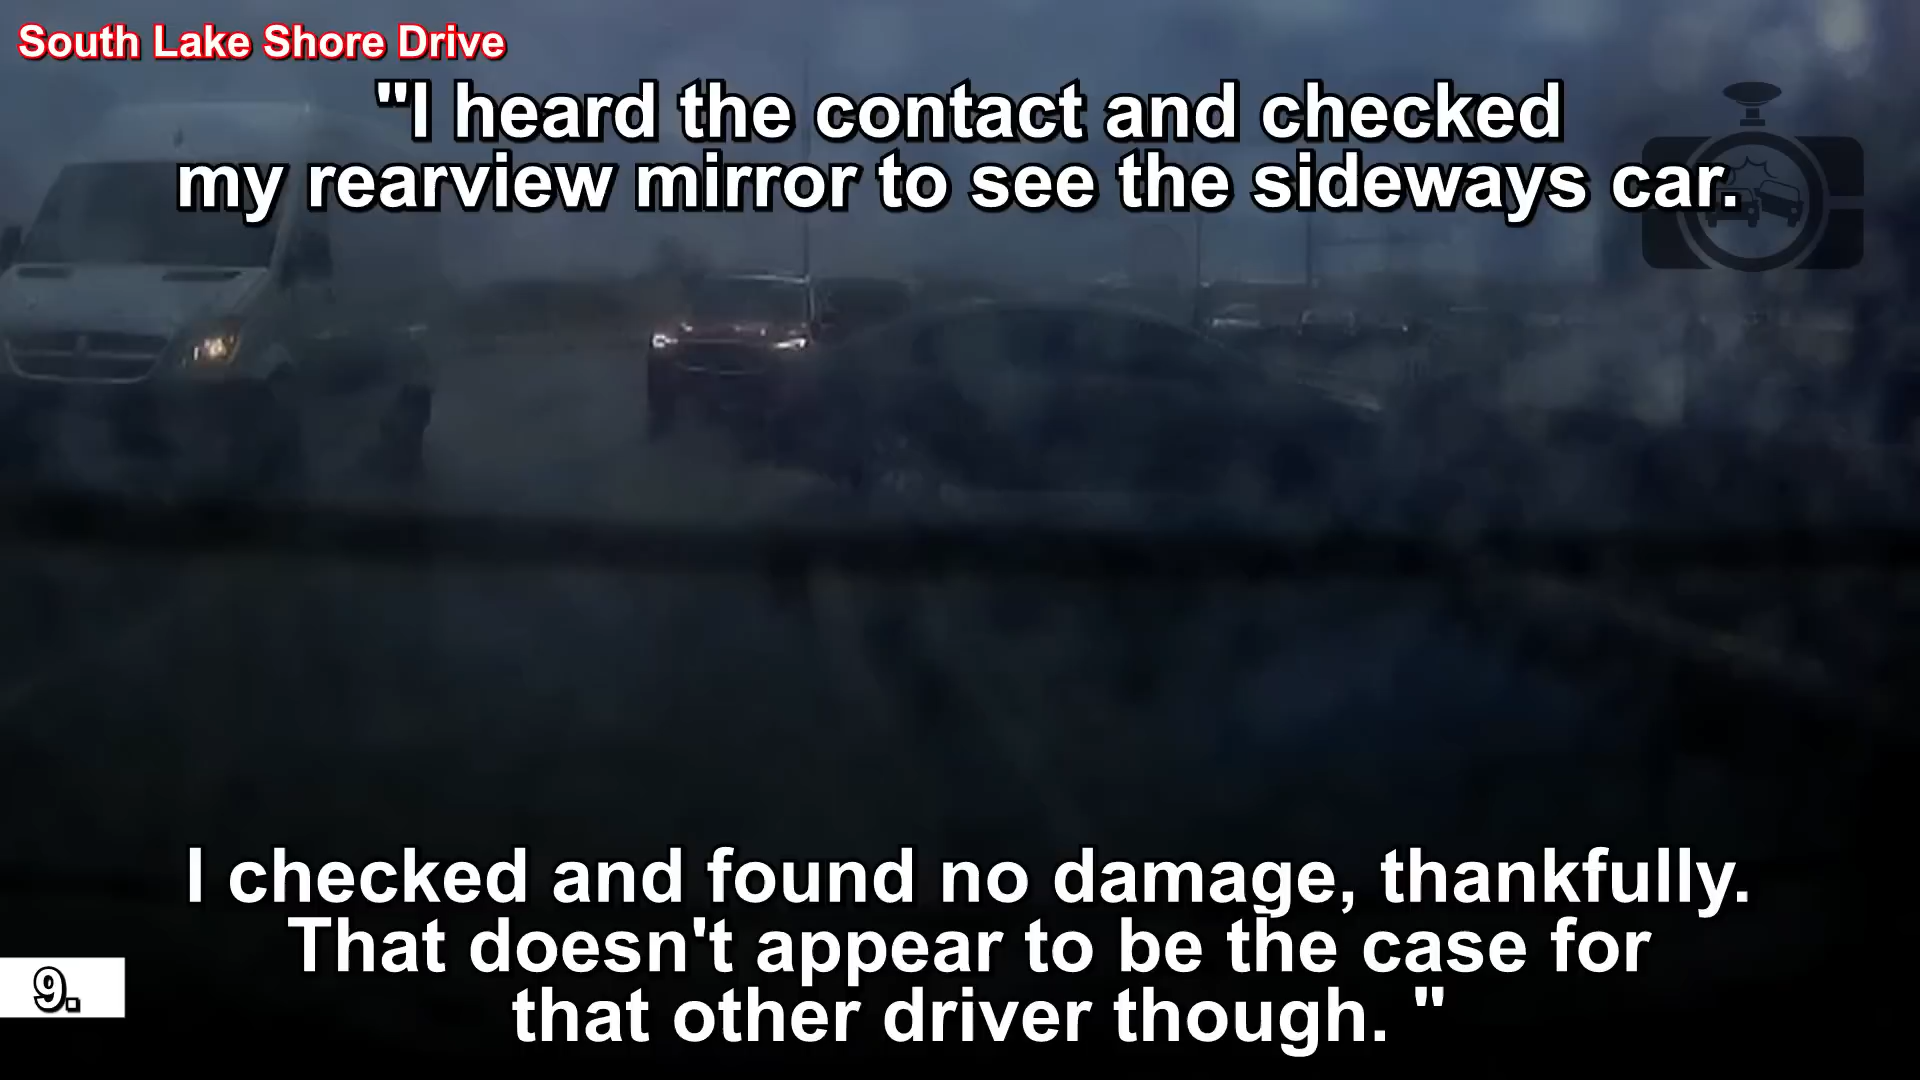 South Lake Shore Drive
"I heard the contact and checked
my rearview mirror to see the sideways car.
I checked and found no damage, thankfully.
That doesn't appear to be the case for
that other driver though. "
9.